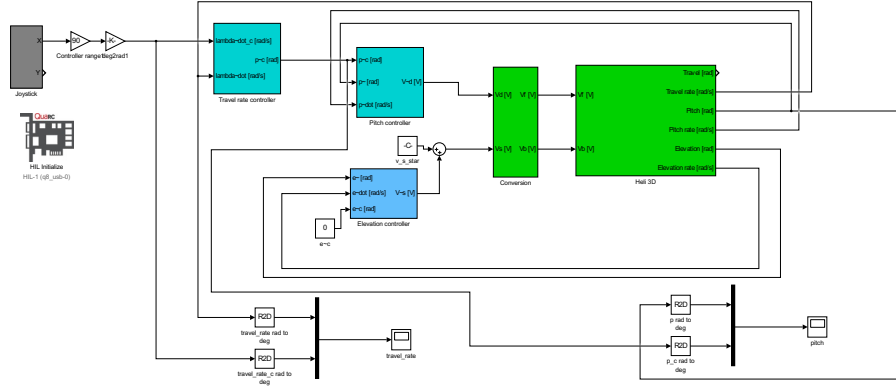 X
Y
Joystick
90
Controller range1
-K-
deg2rad1
QUARC
HIL Initialize
HIL-1 (q8_usb-0)
lambda-dot_c [rad/s]
lambda-dot [rad/s]
p-c [rad]
Travel rate controller
p-c [rad]
p- [rad]
p-dot [rad/s]
V-d [V]
Pitch controller
-C-
v_s_star
e- [rad]
e-dot [rad/s]
e-c [rad]
V-s [V]
Elevation controller
0
e-c
Vd [V]
Vs [V]
Vf [V]
Vb [V]
Conversion
Vf [V]
Vb [V]
Travel [rad]
Travel rate [rad/s]
Pitch [rad]
Pitch rate [rad/s]
Elevation [rad]
Elevation rate [rad/s]
Heli 3D
R2D
travel_rate rad to
deg
R2D
travel_rate_c rad to
deg
travel_rate
R2D
p rad to
deg
R2D
p_c rad to
deg
pitch